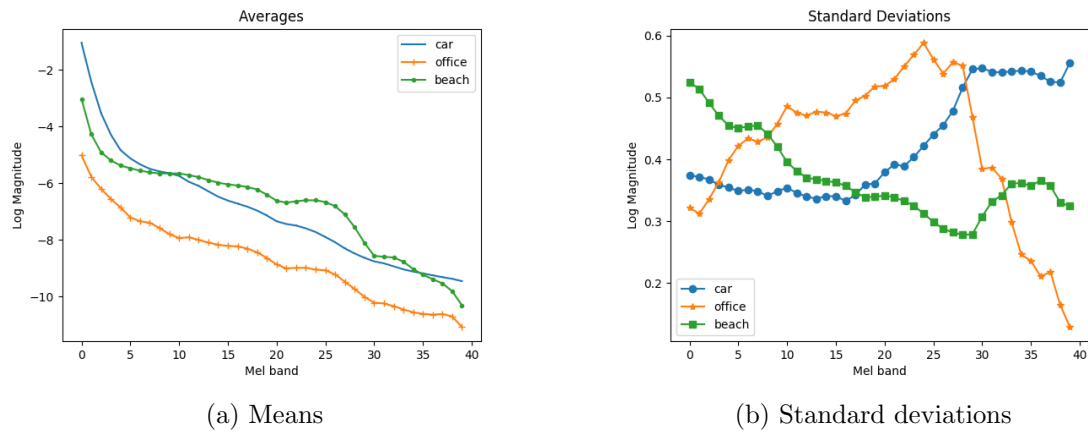 Averages
Log Magnitude
−2
−4
−6
−8
−10
0
5
10
15
20
25
30
35
40
Mel band
car
office
beach
(a) Means
Standard Deviations
Log Magnitude
0.6
0.5
0.4
0.3
0.2
0
5
10
15
20
25
30
35
40
Mel band
car
office
beach
(b) Standard deviations